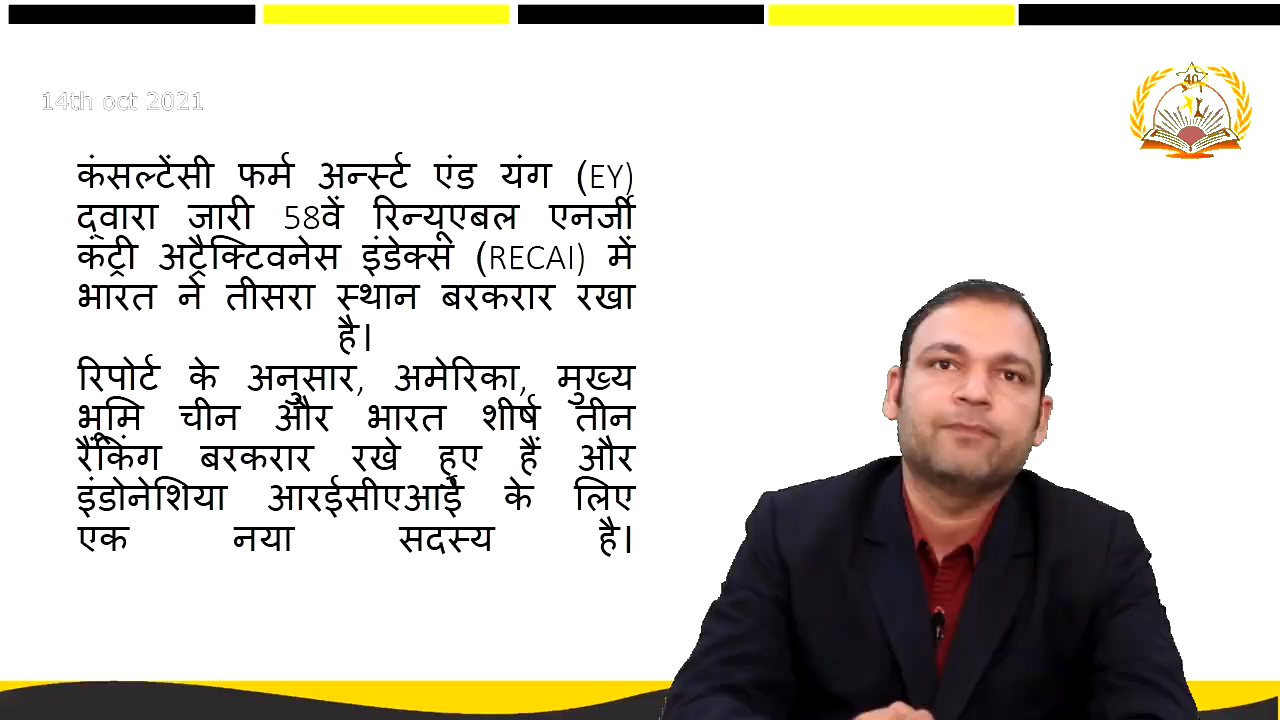 14th oct 2021
40
कंसल्टेंसी फर्म अर्न्स्ट एंड यंग (EY)
द्वारा जारी 58वें रिन्यूएबल एनर्जी
कंट्री अट्रैक्टिवनेस इंडेक्स (RECAI) में
भारत ने तीसरा स्थान बरकरार रखा
है।
रिपोर्ट के अनुसार, अमेरिका, मुख्य
भूमि चीन और भारत शीर्ष तीन
रैंकिंग बरकरार रखे हुए हैं और
इंडोनेशिया आरईसीएआई के लिए
एक नया सदस्य है।